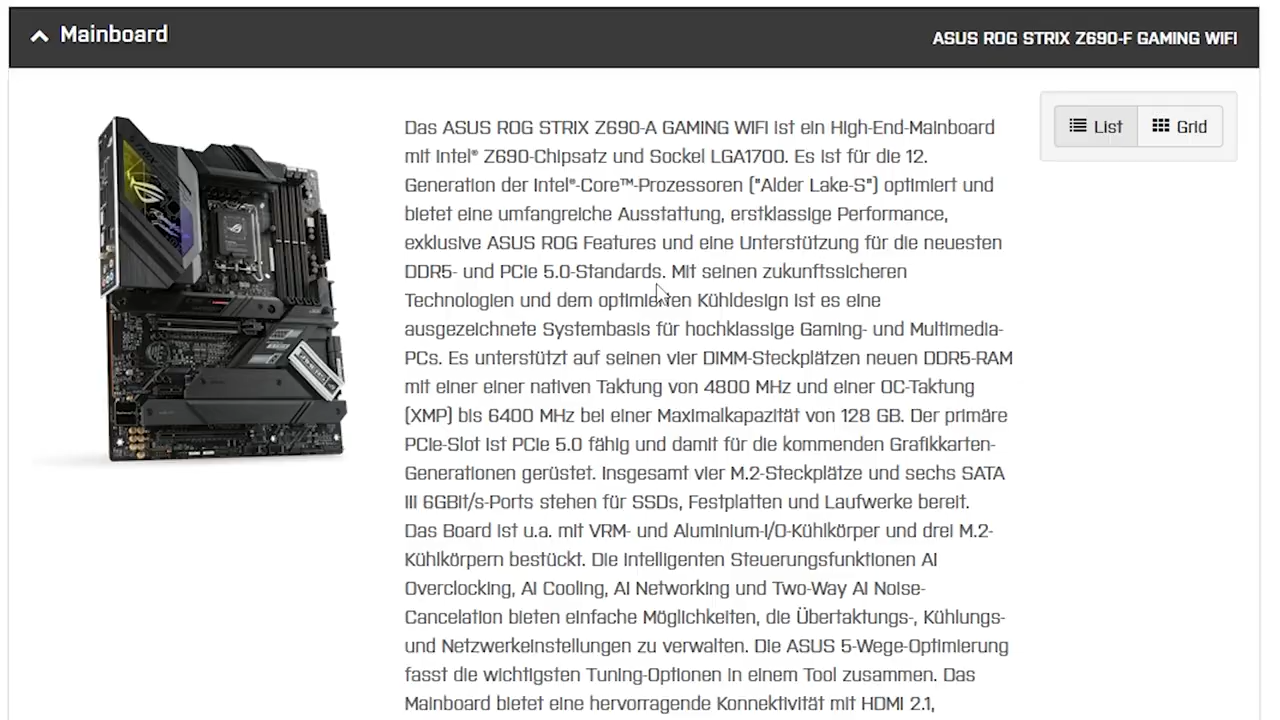 Mainboard
ASUS ROG STRIX Z690-F GAMING WIFI
List
Grid
Das ASUS ROG STRIX Z690-A GAMING WIFI ist ein High-End-Mainboard
mit Intel® Z690-Chipsatz und Sockel LGA1700. Es ist für die 12.
Generation der Intel®-Core™-Prozessoren ("Alder Lake-S") optimiert und
bietet eine umfangreiche Ausstattung, erstklassige Performance,
exklusive ASUS ROG Features und eine Unterstützung für die neuesten
DDR5- und PCIe 5.0-Standards. Mit seinen zukunftssicheren
Technologien und dem optimierten Kühldesign ist es eine
ausgezeichnete Systembasis für hochklassige Gaming- und Multimedia-
PCs. Es unterstützt auf seinen vier DIMM-Steckplätzen neuen DDR5-RAM
mit einer einer nativen Taktung von 4800 MHz und einer OC-Taktung
(XMP) bis 6400 MHz bei einer Maximalkapazität von 128 GB. Der primäre
PCIe-Slot ist PCIe 5.0 fähig und damit für die kommenden Grafikkarten-
Generationen gerüstet. Insgesamt vier M.2-Steckplätze und sechs SATA
III 6GBit/s-Ports stehen für SSDs, Festplatten und Laufwerke bereit.
Das Board ist u.a. mit VRM- und Aluminium-I/O-Kühlkörper und drei M.2-
Kühlkörpern bestückt. Die intelligenten Steuerungsfunktionen AI
Overclocking, AI Cooling, AI Networking und Two-Way AI Noise-
Cancelation bieten einfache Möglichkeiten, die Übertaktungs-, Kühlungs-
und Netzwerkeinstellungen zu verwalten. Die ASUS 5-Wege-Optimierung
fasst die wichtigsten Tuning-Optionen in einem Tool zusammen. Das
Mainboard bietet eine hervorragende Konnektivität mit HDMI 2.1,